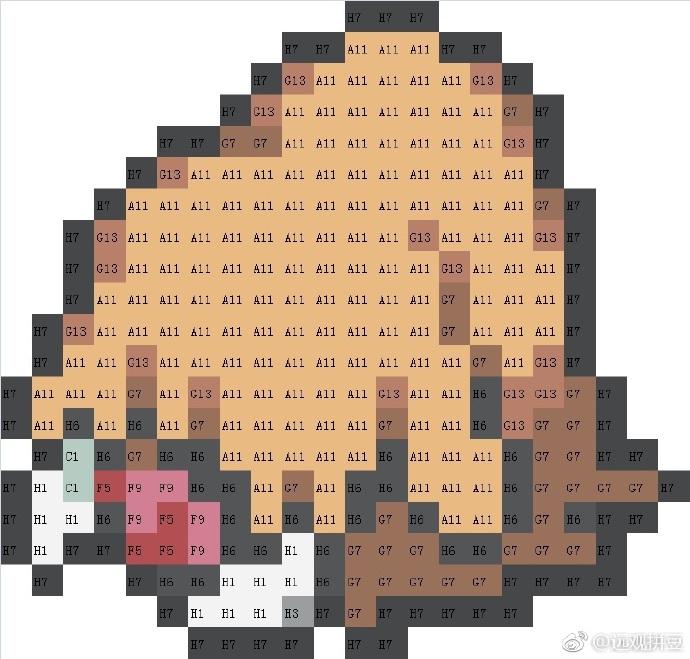 H7 H7 H7
H7 H7 A11 A11 A11 H7 H7
H7 G13 A11 A11 A11 A11 A11 G13 H7
H7 G13 A11 A11 A11 A11 A11 A11 A11 G7 H7
H7 H7 G7 G7 A11 A11 A11 A11 A11 A11 A11 G13 H7
H7 G13 A11 A11 A11 A11 A11 A11 A11 A11 A11 A11 A11 H7
H7 A11 A11 A11 A11 A11 A11 A11 A11 A11 A11 A11 A11 A11 G7 H7
H7 G13 A11 A11 A11 A11 A11 A11 A11 A11 A11 G13 A11 A11 A11 G13 H7
H7 G13 A11 A11 A11 A11 A11 A11 A11 A11 A11 A11 G13 A11 A11 A11 H7
H7 A11 A11 A11 A11 A11 A11 A11 A11 A11 A11 A11 G7 A11 A11 A11 H7
H7 G13 A11 A11 A11 A11 A11 A11 A11 A11 A11 A11 A11 G7 A11 A11 A11 H7
H7 A11 A11 G13 A11 A11 A11 A11 A11 A11 A11 A11 A11 A11 G7 A11 G13 H7
H7 A11 A11 A11 G7 A11 G13 A11 A11 A11 A11 A11 G13 A11 A11 H6 G13 G13 G7 H7
H7 A11 H6 A11 H6 A11 G7 A11 A11 A11 A11 A11 G7 A11 A11 H6 G13 G7 G7 H7
H7 C1 H6 G7 H6 H6 A11 A11 A11 A11 A11 H6 A11 A11 A11 H6 G7 G7 H7 H7
H7 H1 C1 F5 F9 F9 H6 H6 A11 G7 A11 H6 H6 A11 A11 A11 H6 G7 G7 G7 G7 H7
H7 H1 H1 H6 F9 F5 F9 H6 A11 H6 A11 H6 G7 H6 A11 A11 H6 G7 H6 H7 H7
H7 H1 H7 H7 F5 F5 F9 H6 H6 H1 H6 G7 G7 G7 H6 H6 G7 G7 G7 H7
H7 H7 H6 H6 H1 H1 H1 H6 G7 G7 G7 G7 G7 H7 H7 H7 H7
H7 H1 H1 H1 H3 H7 G7 H7 H7 H7 H7 H7
H7 H7 H7 H7 H7 H7 H7
@远观拼豆